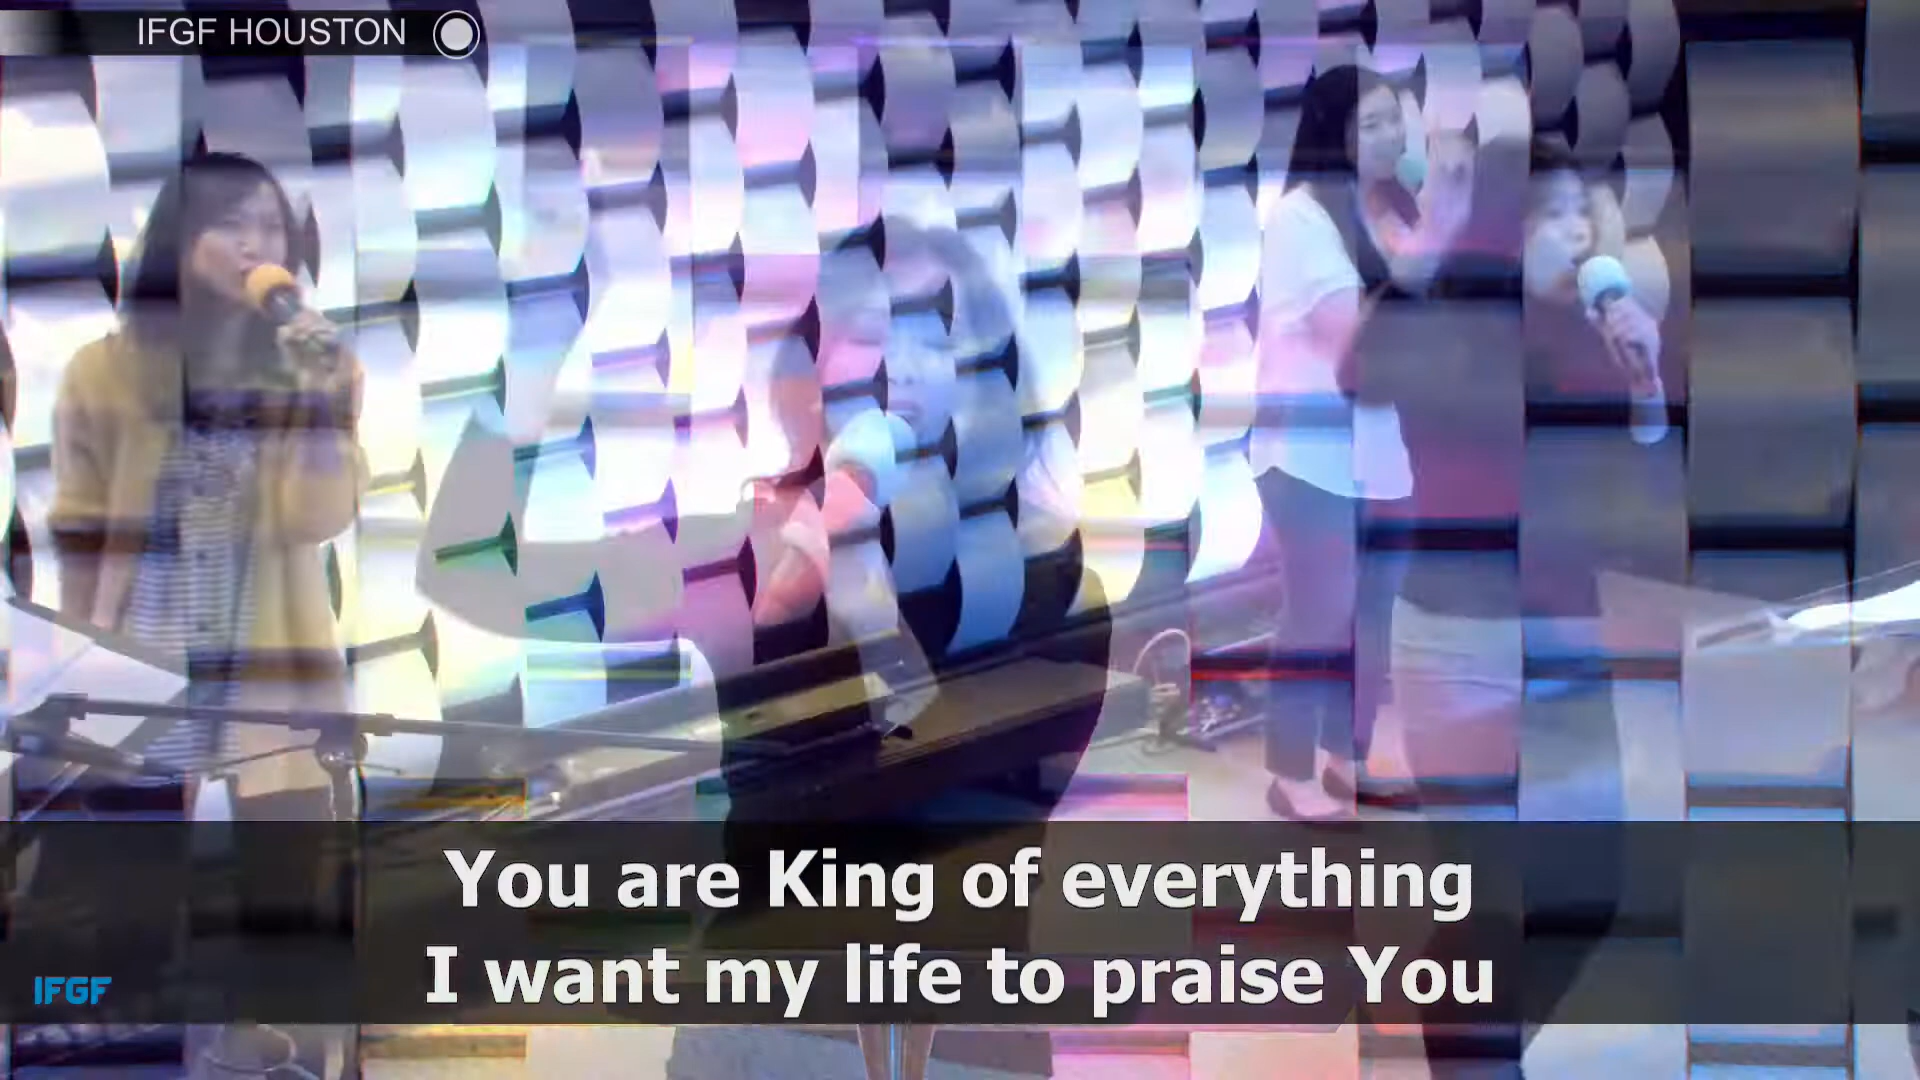 IFGF HOUSTON
You are King of everything
I want my life to praise You
IFGF